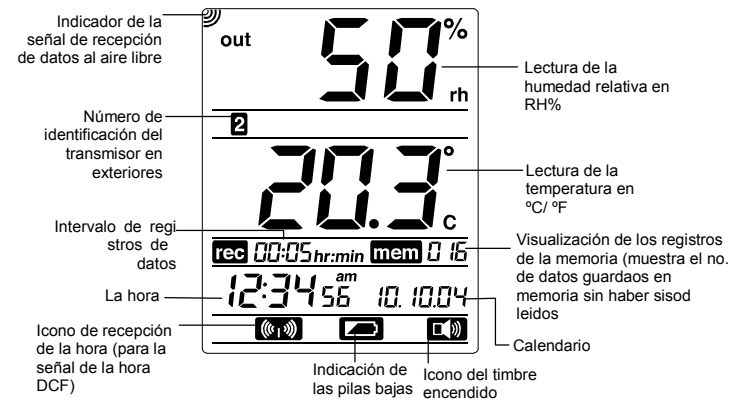 Indicador de la
señal de recepción
de datos al aire libre
out
50%
rh
Lectura de la
humedad relativa en
RH%
Número de
identificación del
transmisor en
exteriores
2
20.3°
C
Lectura de la
temperatura en
ºC/ ºF
Intervalo de regi
stros de
datos
rec 00:05 hr:min mem 016
Visualización de los registros
de la memoria (muestra el no.
de datos guardaos en
memoria sin haber sisod
leidos
La hora
12:34 56 am 10. 10.04
Calendario
Icono de recepción
de la hora (para la
señal de la hora
DCF)
Indicación de
las pilas bajas
Icono del timbre
encendido